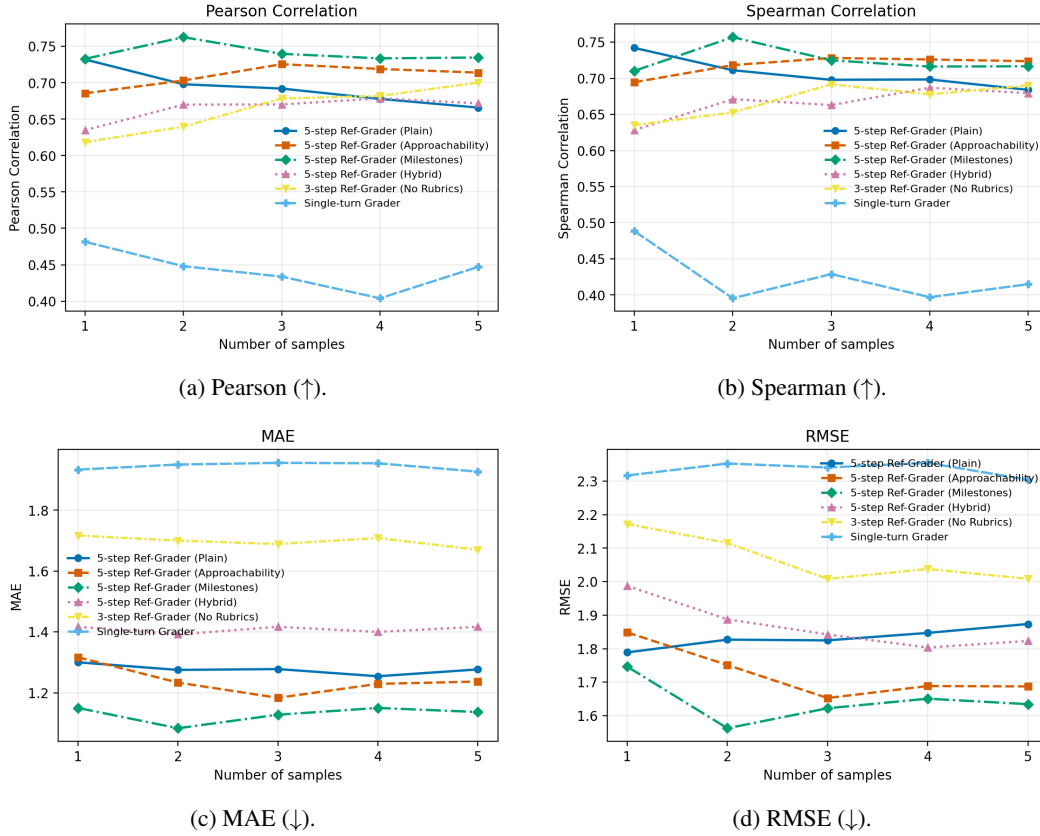 Pearson Correlation
Pearson Correlation
0.75
0.70
0.65
0.60
0.55
0.50
0.45
0.40
5-step Ref-Grader (Plain)
5-step Ref-Grader (Approachability)
5-step Ref-Grader (Milestones)
5-step Ref-Grader (Hybrid)
3-step Ref-Grader (No Rubrics)
Single-turn Grader
1 2 3 4 5
Number of samples
(a) Pearson (↑).
Spearman Correlation
Spearman Correlation
0.75
0.70
0.65
0.60
0.55
0.50
0.45
0.40
5-step Ref-Grader (Plain)
5-step Ref-Grader (Approachability)
5-step Ref-Grader (Milestones)
5-step Ref-Grader (Hybrid)
3-step Ref-Grader (No Rubrics)
Single-turn Grader
1 2 3 4 5
Number of samples
(b) Spearman (↑).
MAE
MAE
1.8
1.6
1.4
1.2
5-step Ref-Grader (Plain)
5-step Ref-Grader (Approachability)
5-step Ref-Grader (Milestones)
5-step Ref-Grader (Hybrid)
3-step Ref-Grader (No Rubrics)
Single-turn Grader
1 2 3 4 5
Number of samples
(c) MAE (↓).
RMSE
RMSE
2.3
2.2
2.1
2.0
1.9
1.8
1.7
1.6
5-step Ref-Grader (Plain)
5-step Ref-Grader (Approachability)
5-step Ref-Grader (Milestones)
5-step Ref-Grader (Hybrid)
3-step Ref-Grader (No Rubrics)
Single-turn Grader
1 2 3 4 5
Number of samples
(d) RMSE (↓).